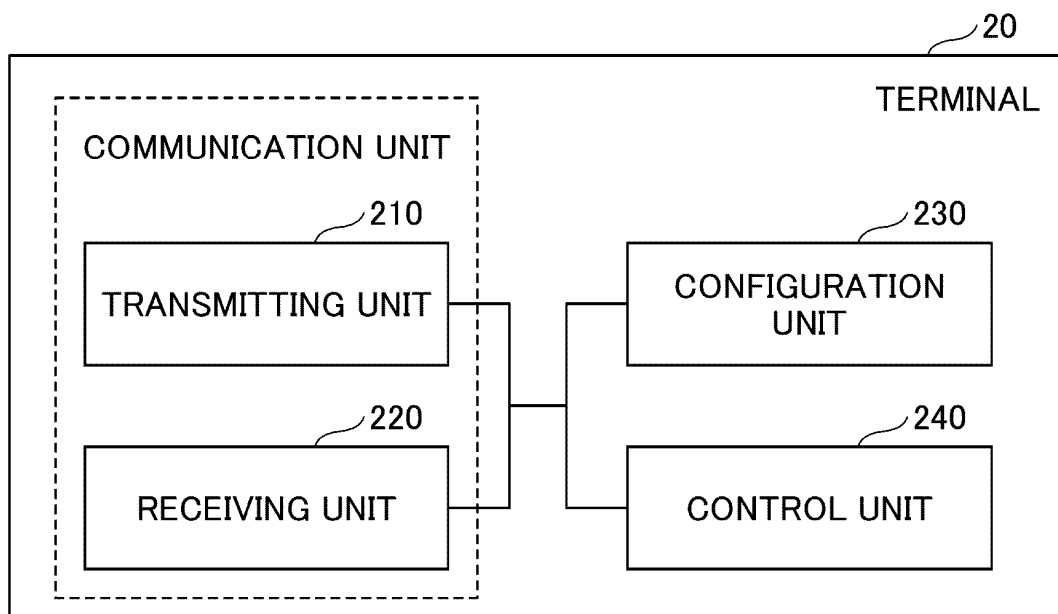 20
TERMINAL
COMMUNICATION UNIT
210
TRANSMITTING UNIT
230
CONFIGURATION
UNIT
220
RECEIVING UNIT
240
CONTROL UNIT